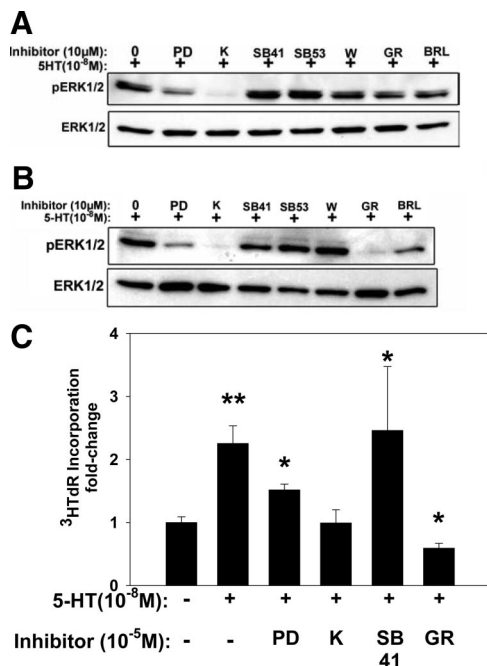 A
Inhibitor (10µM): 0 PD K SB41 SB53 W GR BRL
5HT(10⁻⁸M) + + + + + + + +
pERK1/2
ERK1/2
B
Inhibitor (10µM): 0 PD K SB41 SB53 W GR BRL
5-HT(10⁻⁸M) + + + + + + + +
pERK1/2
ERK1/2
C
³HTdR Incorporation
fold-change
4
3
2
1
0
**
*
*
*
5-HT(10⁻⁸M): - + + + + +
Inhibitor (10⁻⁵M): - - PD K SB GR
41